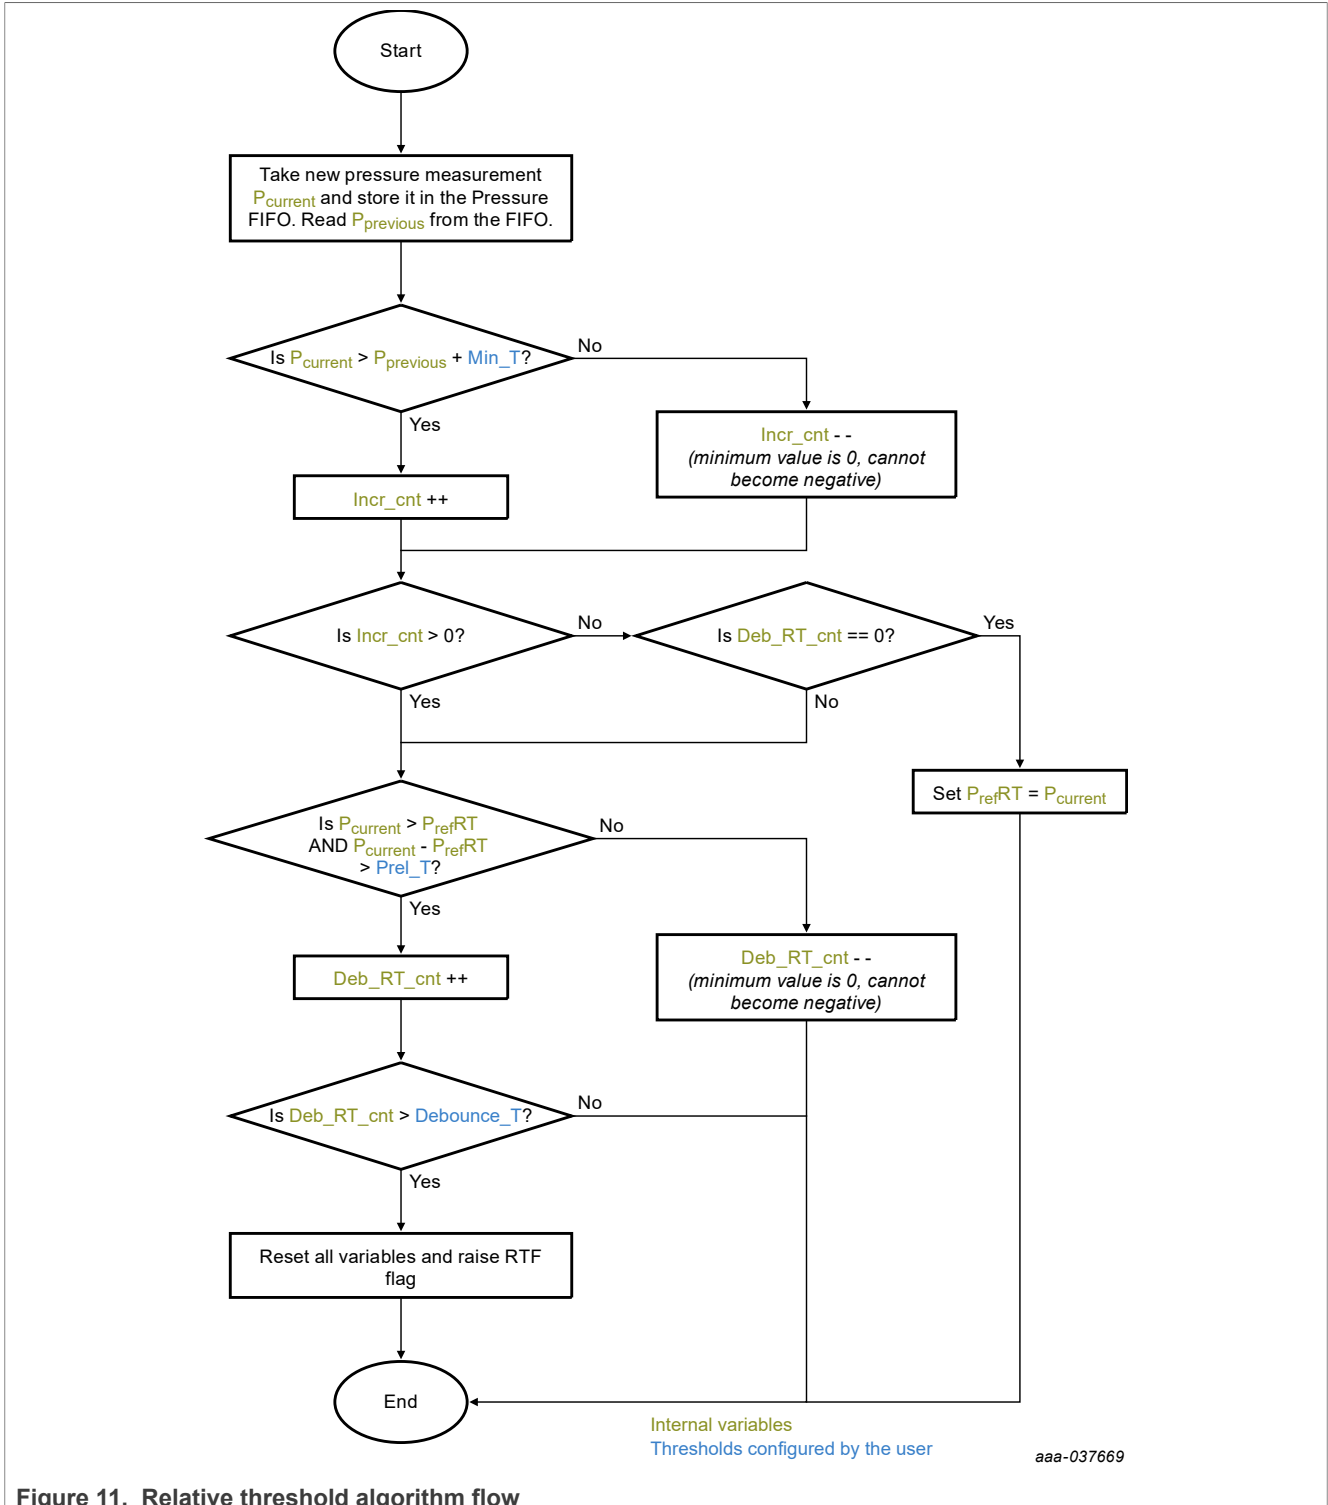 Start
Take new pressure measurement
Pcurrent and store it in the Pressure
FIFO. Read Pprevious from the FIFO.
Is Pcurrent > Pprevious + Min_T?
No
Yes
Incr_cnt - -
(minimum value is 0, cannot
become negative)
Incr_cnt ++
Is Incr_cnt > 0?
No
Is Deb_RT_cnt == 0?
Yes
Yes
No
Set PrefRT = Pcurrent
Is Pcurrent > PrefRT
AND Pcurrent - PrefRT
> Prel_T?
No
Yes
Deb_RT_cnt - -
(minimum value is 0, cannot
become negative)
Deb_RT_cnt ++
Is Deb_RT_cnt > Debounce_T?
No
Yes
Reset all variables and raise RTF
flag
End
Internal variables
Thresholds configured by the user
aaa-037669
Figure 11. Relative threshold algorithm flow